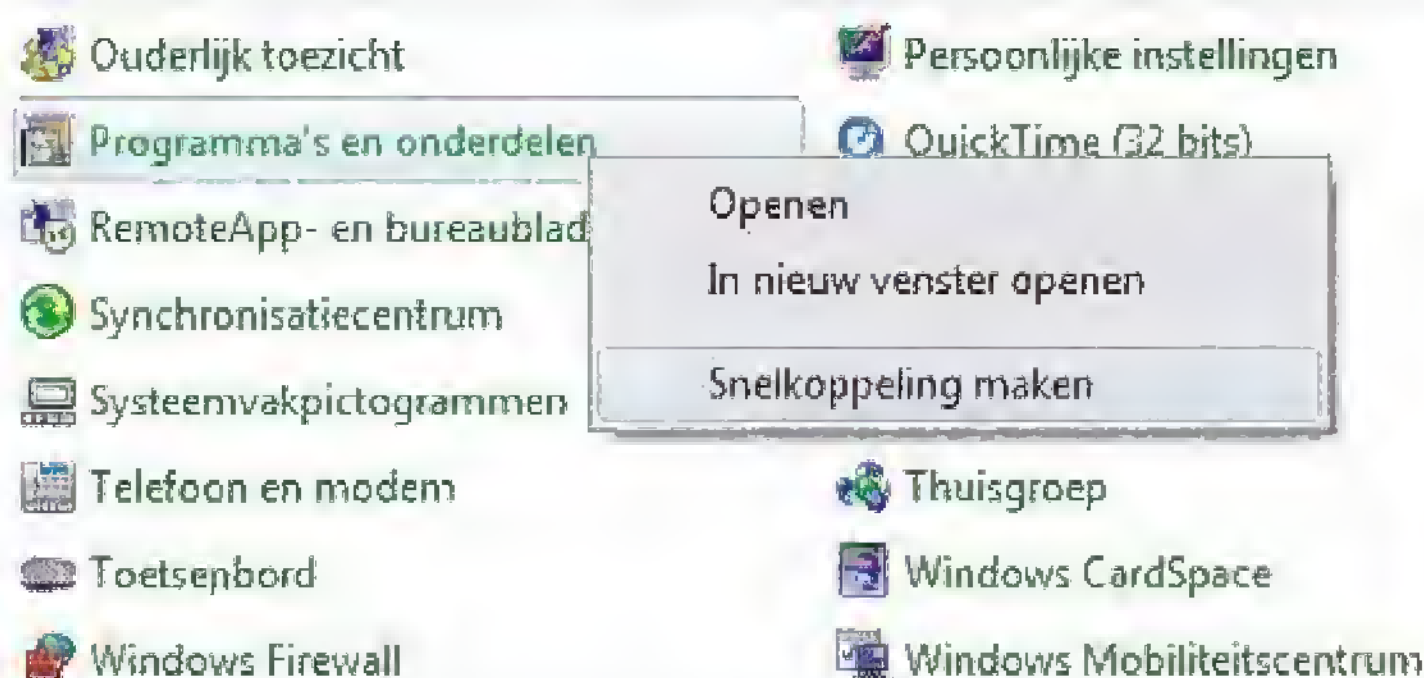 Ouderlijk toezicht
Persoonlijke instellingen
Programma's en onderdelen
QuickTime (32 bits)
RemoteApp- en bureaublad
Openen
In nieuw venster openen
Synchronisatiecentrum
Snelkoppeling maken
Systeemvakpictogrammen
Telefoon en modem
Thuisgroep
Toetsenbord
Windows CardSpace
Windows Firewall
Windows Mobiliteitscentrum